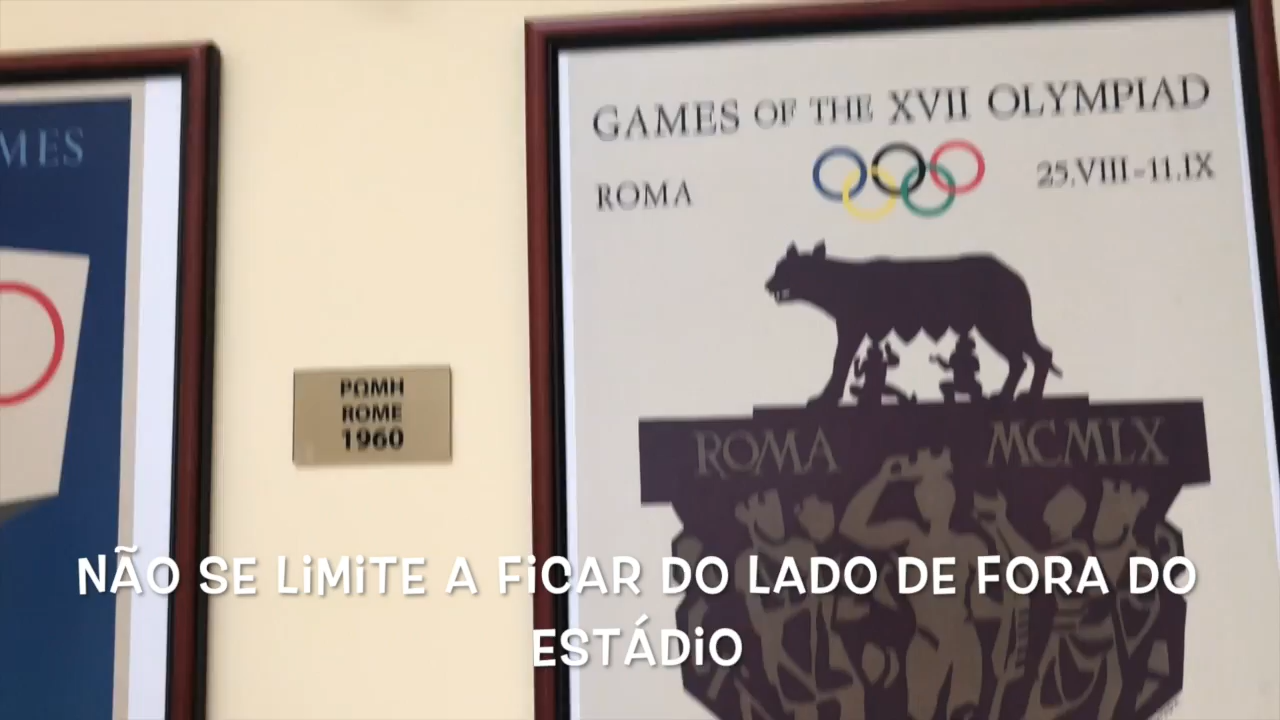 MES
GAMES OF THE XVII OLYMPIAD
ROMA
25.VIII-11.IX
ΡΩΜΗ
ROME
1960
ROMA MCMLX
NÃO SE LIMITE A FICAR DO LADO DE FORA DO
ESTÁDIO